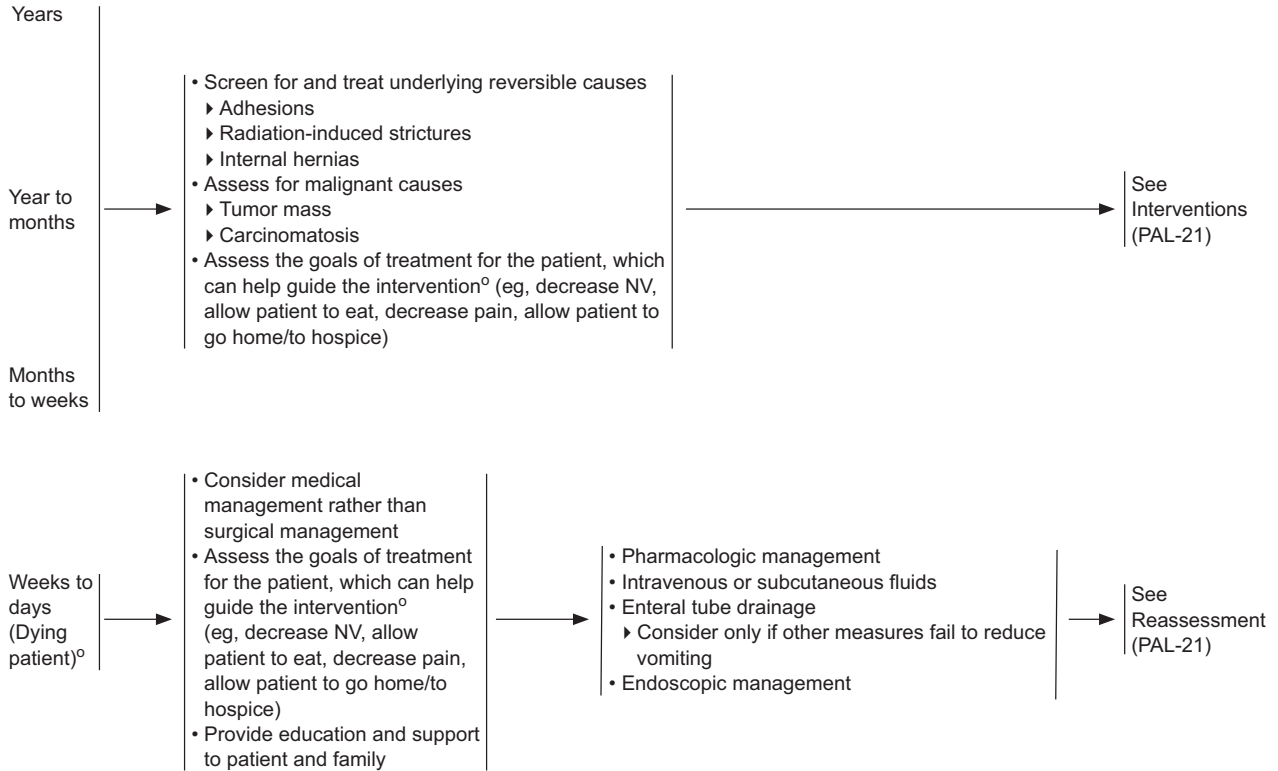 Years
Year to
months
Months
to weeks
• Screen for and treat underlying reversible causes
▸ Adhesions
▸ Radiation-induced strictures
▸ Internal hernias
• Assess for malignant causes
▸ Tumor mass
▸ Carcinomatosis
• Assess the goals of treatment for the patient, which
can help guide the interventionᵒ (eg, decrease NV,
allow patient to eat, decrease pain, allow patient to
go home/to hospice)
See
Interventions
(PAL-21)
Weeks to
days
(Dying
patient)ᵒ
• Consider medical
management rather than
surgical management
• Assess the goals of treatment
for the patient, which can help
guide the interventionᵒ
(eg, decrease NV, allow
patient to eat, decrease pain,
allow patient to go home/to
hospice)
• Provide education and support
to patient and family
• Pharmacologic management
• Intravenous or subcutaneous fluids
• Enteral tube drainage
▸ Consider only if other measures fail to reduce
vomiting
• Endoscopic management
See
Reassessment
(PAL-21)